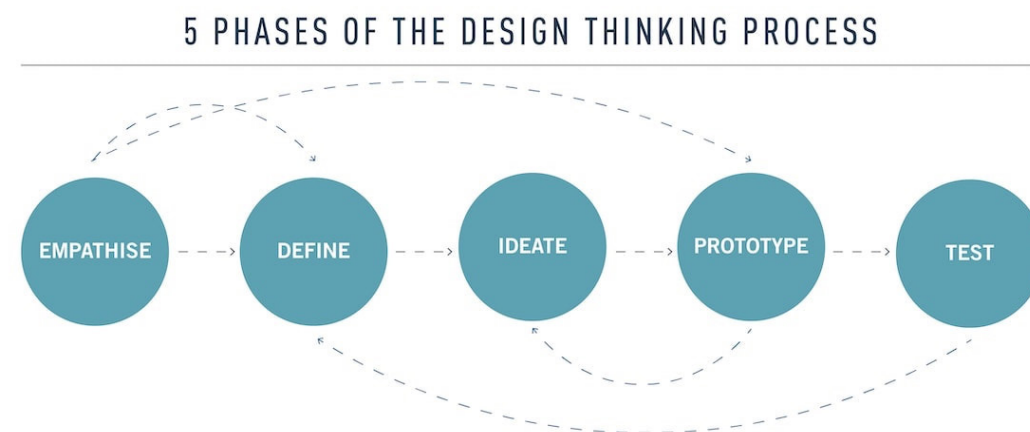 5 PHASES OF THE DESIGN THINKING PROCESS
EMPATHISE
DEFINE
IDEATE
PROTOTYPE
TEST